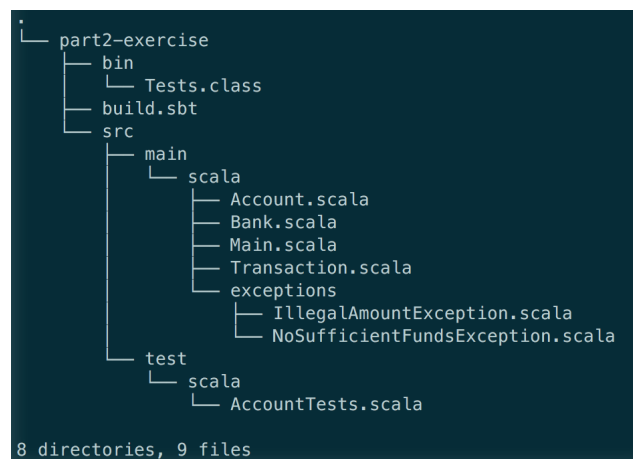 .
└── part2-exercise
    ├── bin
    │   └── Tests.class
    ├── build.sbt
    └── src
        ├── main
        │   └── scala
        │       ├── Account.scala
        │       ├── Bank.scala
        │       ├── Main.scala
        │       ├── Transaction.scala
        │       └── exceptions
        │           ├── IllegalAmountException.scala
        │           └── NoSufficientFundsException.scala
        └── test
            └── scala
                └── AccountTests.scala
8 directories, 9 files